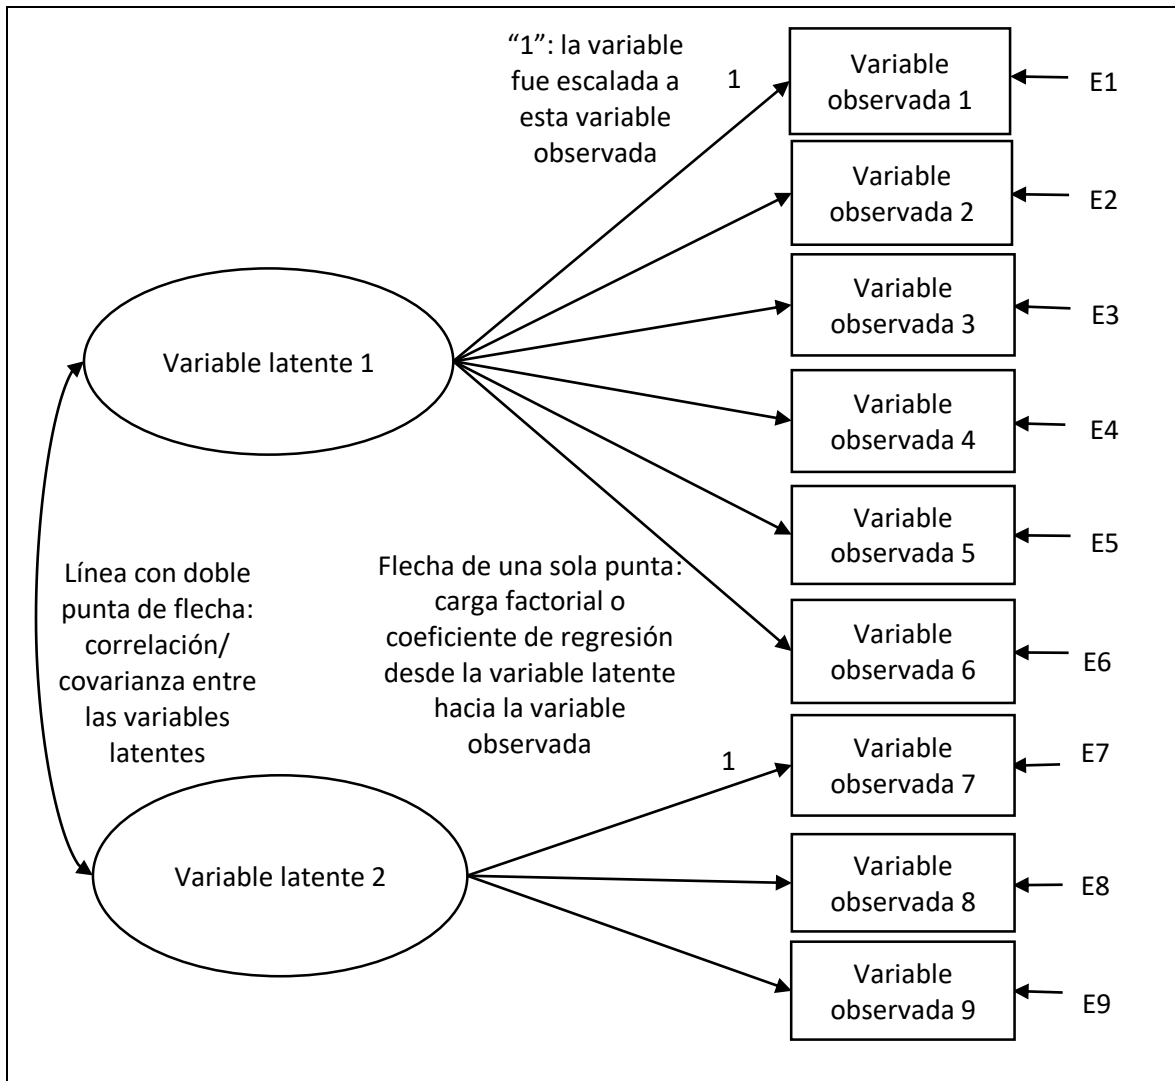 “1”: la variable
fue escalada a
esta variable
observada
1
Variable
observada 1
E1
Variable
observada 2
E2
Variable
observada 3
E3
Variable latente 1
Variable
observada 4
E4
Variable
observada 5
E5
Línea con doble
punta de flecha:
correlación/
covarianza entre
las variables
latentes
Flecha de una sola punta:
carga factorial o
coeficiente de regresión
desde la variable latente
hacia la variable
observada
Variable
observada 6
E6
1
Variable
observada 7
E7
Variable latente 2
Variable
observada 8
E8
Variable
observada 9
E9